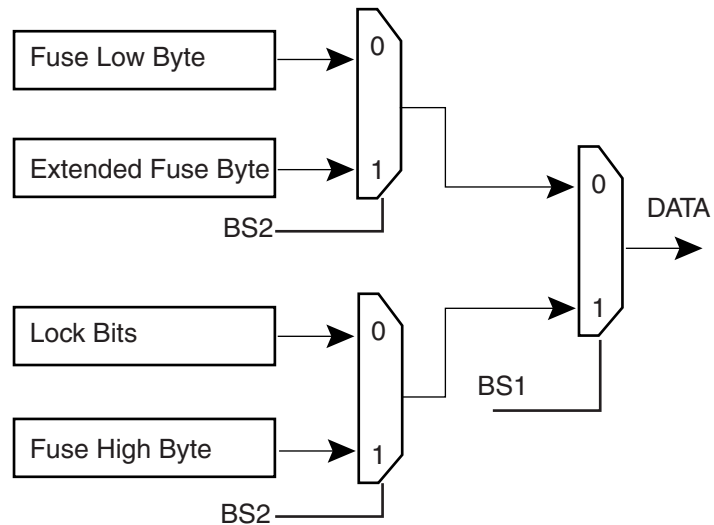 Fuse Low Byte
0
Extended Fuse Byte
1
BS2
0
DATA
1
BS1
Lock Bits
0
Fuse High Byte
1
BS2